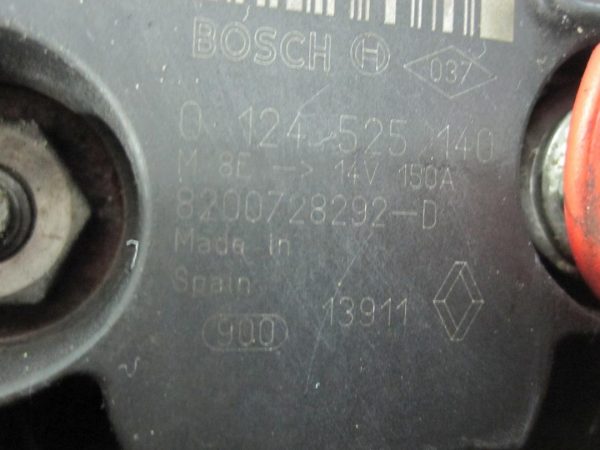 BOSCH 037
0 124 525 140
M 8E --> 14V 150A
8200728292-D
Made in
Spain
900 13911